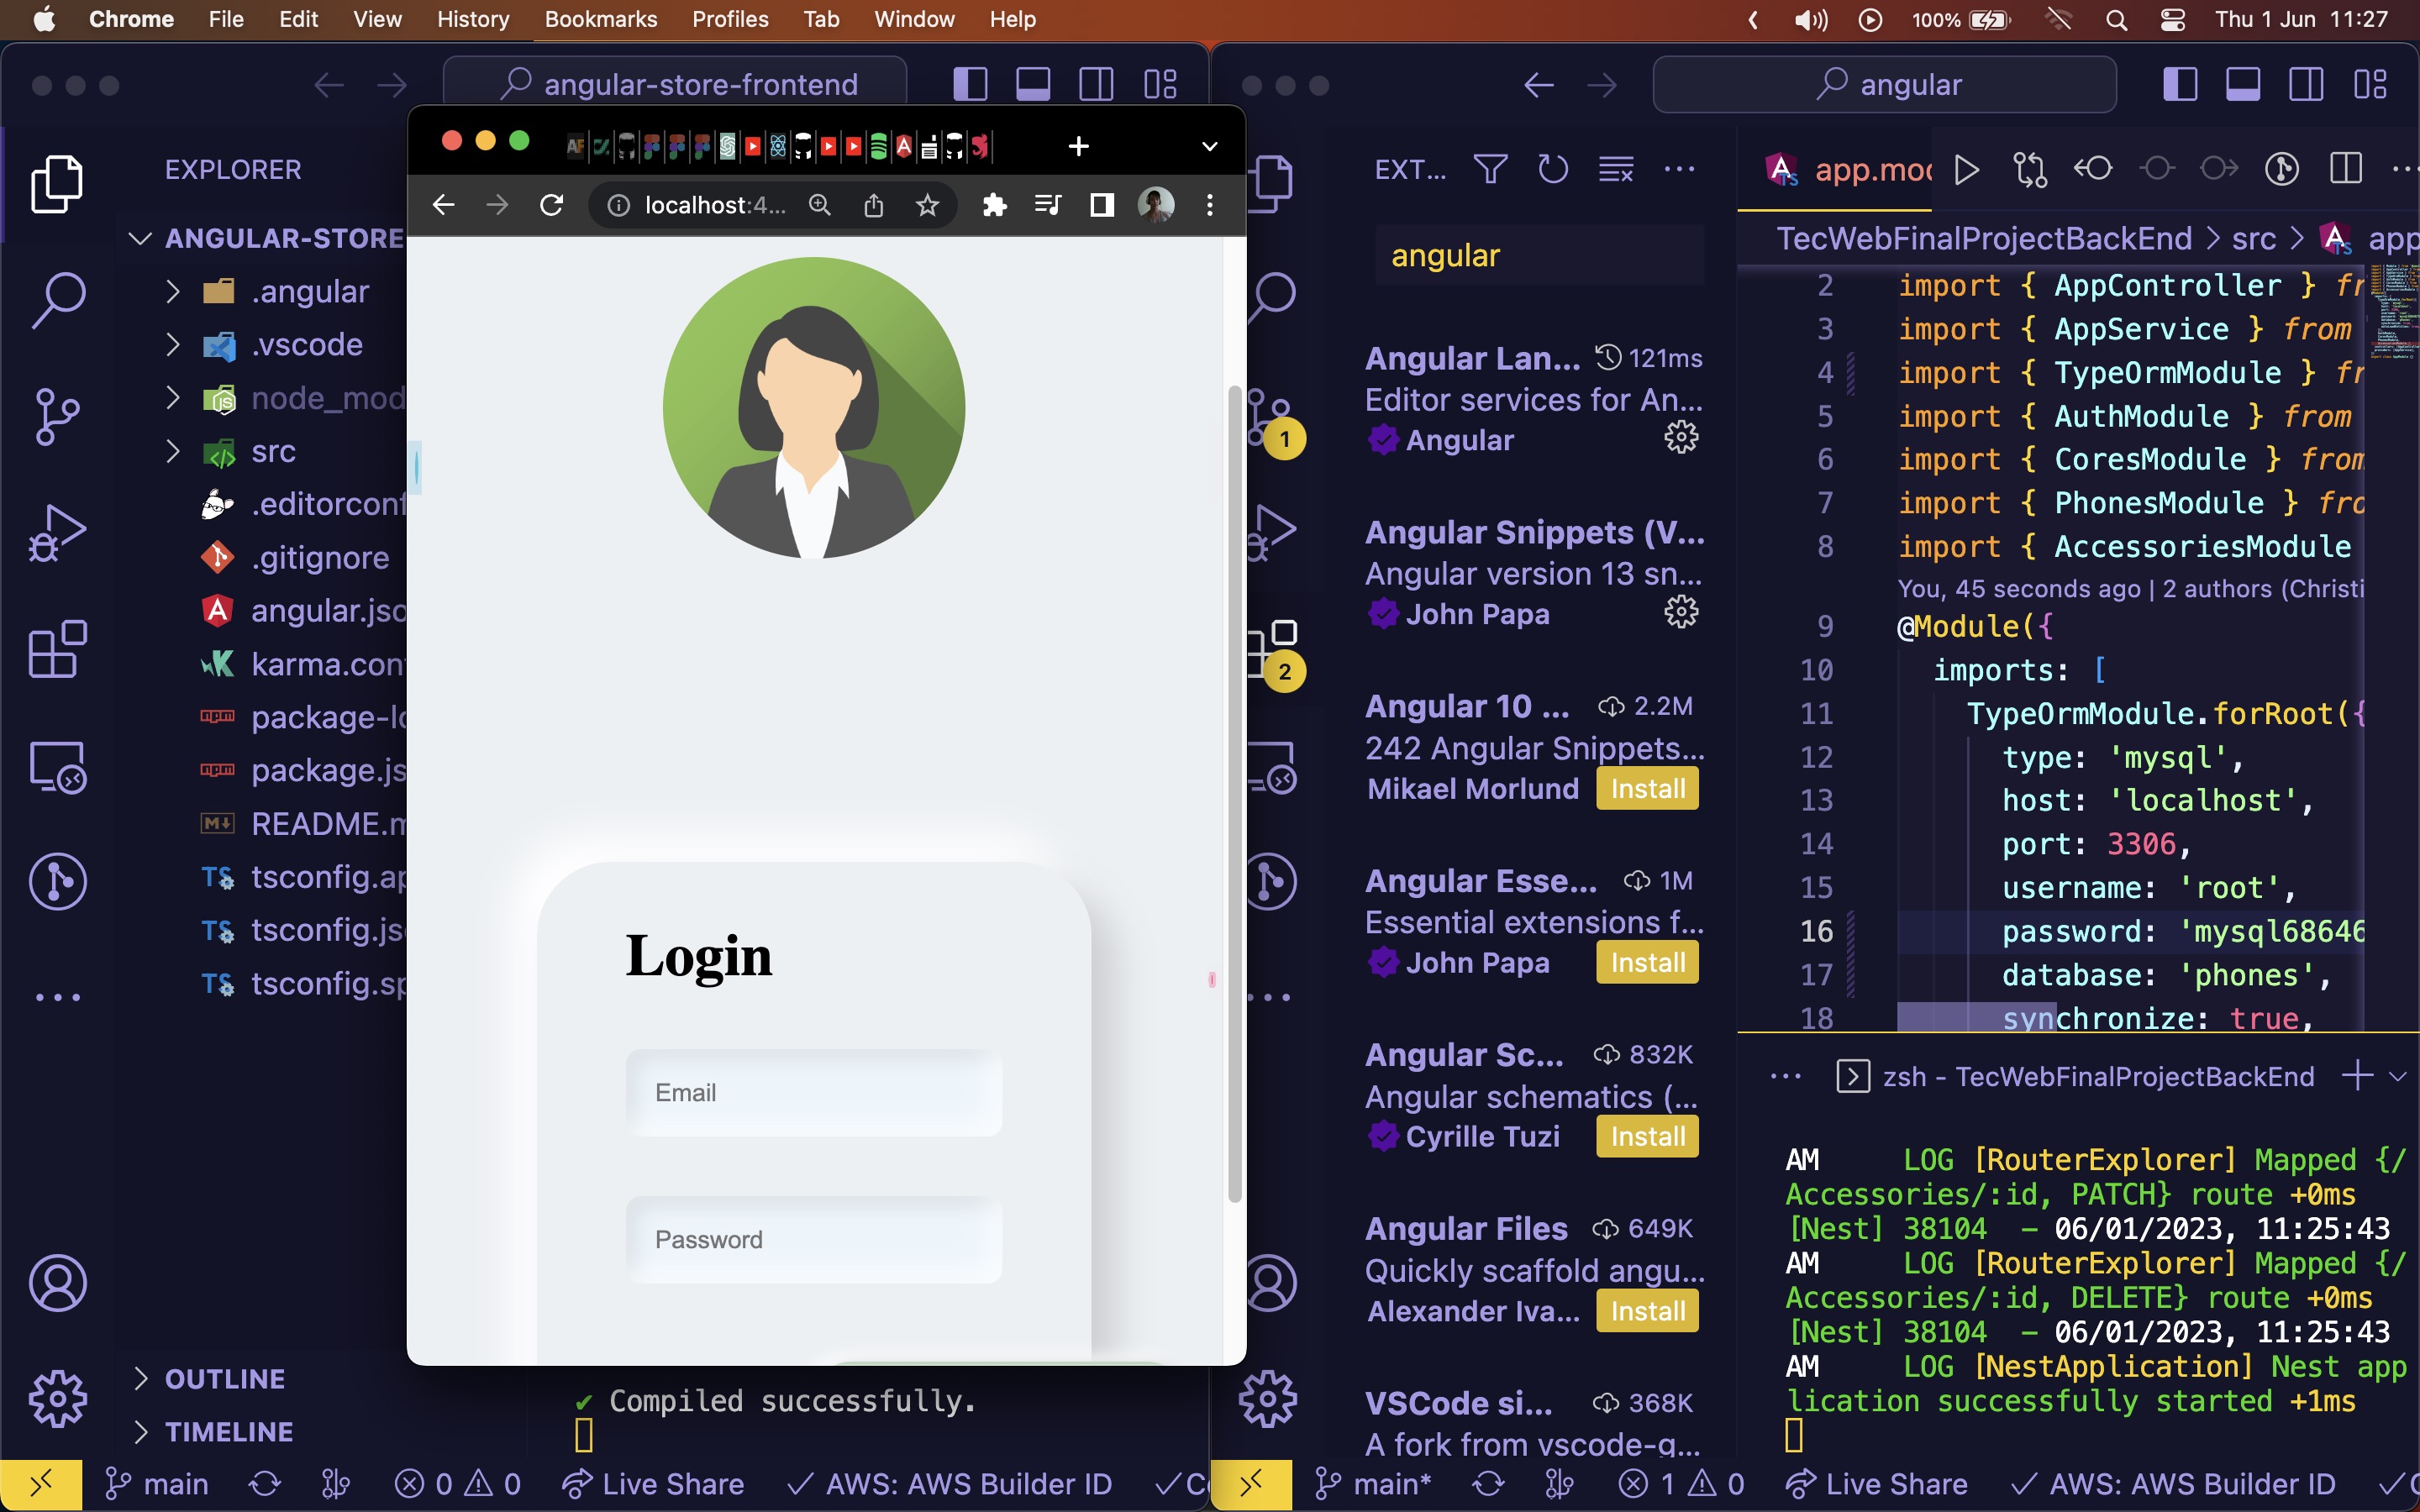 Chrome File Edit View History Bookmarks Profiles Tab Window Help 100% Thu 1 Jun 11:27
angular-store-frontend
EXPLORER
ANGULAR-STORE
.angular
.vscode
node_mod
src
.editorconf
.gitignore
angular.jso
karma.con
package-lo
package.js
README.m
TS tsconfig.ap
TS tsconfig.js
TS tsconfig.sp
OUTLINE
TIMELINE
localhost:4...
Login
Email
Password
✔ Compiled successfully.
main 0 0 Live Share AWS: AWS Builder ID
angular
EXT...
angular
1
2
Angular Lan... 121ms
Editor services for An...
Angular
Angular Snippets (V...
Angular version 13 sn...
John Papa
Angular 10 ... 2.2M
242 Angular Snippets...
Mikael Morlund Install
Angular Esse... 1M
Essential extensions f...
John Papa Install
Angular Sc... 832K
Angular schematics (...
Cyrille Tuzi Install
Angular Files 649K
Quickly scaffold angu...
Alexander Iva... Install
VSCode si... 368K
A fork from vscode-g...
app.moc
TecWebFinalProjectBackEnd > src > app
2 import { AppController } fr
3 import { AppService } from
4 import { TypeOrmModule } fr
5 import { AuthModule } from
6 import { CoresModule } from
7 import { PhonesModule } fro
8 import { AccessoriesModule
You, 45 seconds ago | 2 authors (Christi
9 @Module({
10 imports: [
11 TypeOrmModule.forRoot({
12 type: 'mysql',
13 host: 'localhost',
14 port: 3306,
15 username: 'root',
16 password: 'mysql68646
17 database: 'phones',
18 synchronize: true,
zsh - TecWebFinalProjectBackEnd
AM LOG [RouterExplorer] Mapped {/
Accessories/:id, PATCH} route +0ms
[Nest] 38104 - 06/01/2023, 11:25:43
AM LOG [RouterExplorer] Mapped {/
Accessories/:id, DELETE} route +0ms
[Nest] 38104 - 06/01/2023, 11:25:43
AM LOG [NestApplication] Nest app
lication successfully started +1ms
main* 1 0 Live Share AWS: AWS Builder ID